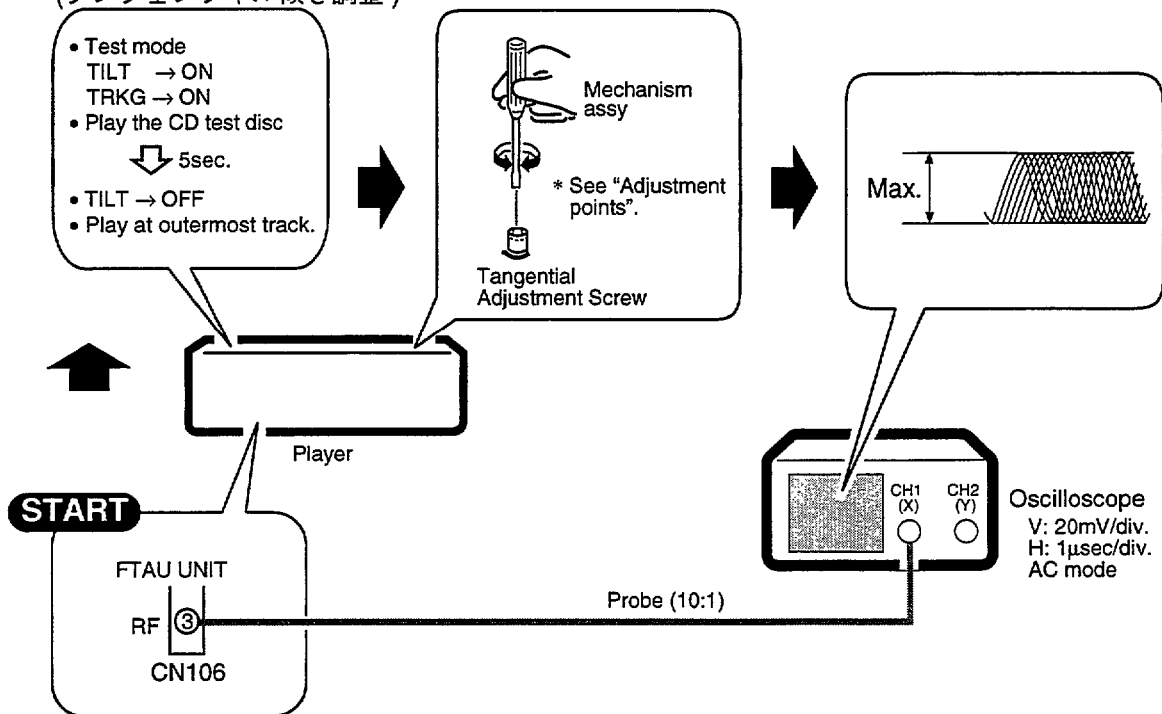 • Test mode
TILT → ON
TRKG → ON
• Play the CD test disc
5sec.
• TILT → OFF
• Play at outermost track.
Mechanism
assy
* See “Adjustment
points”.
Tangential
Adjustment Screw
Max.
Player
START
FTAU UNIT
RF ③
CN106
Probe (10:1)
CH1
(X)
CH2
(Y)
Oscilloscope
V: 20mV/div.
H: 1µsec/div.
AC mode